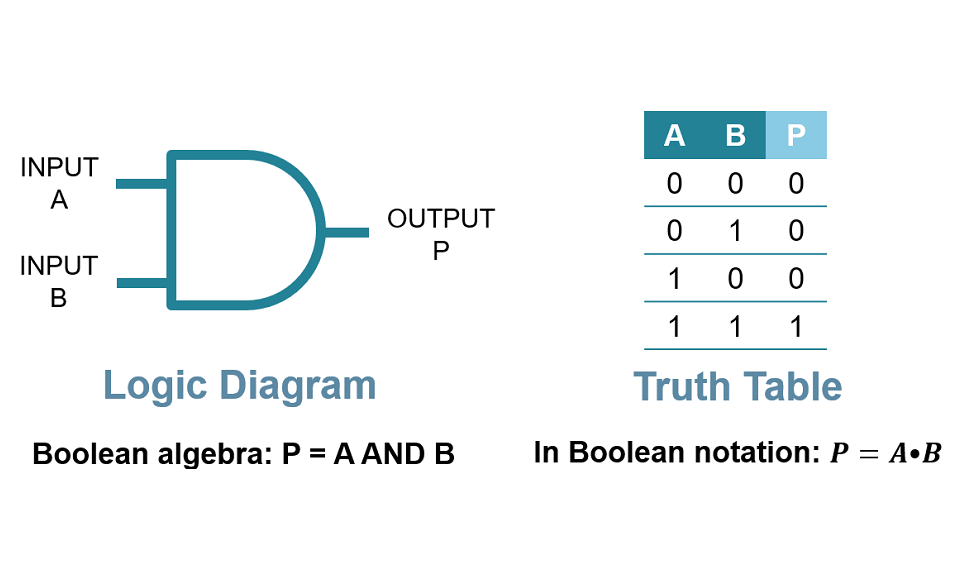 INPUT
A
INPUT
B
OUTPUT
P
Logic Diagram
Boolean algebra: P = A AND B
A B P
0 0 0
0 1 0
1 0 0
1 1 1
Truth Table
In Boolean notation: P = A•B